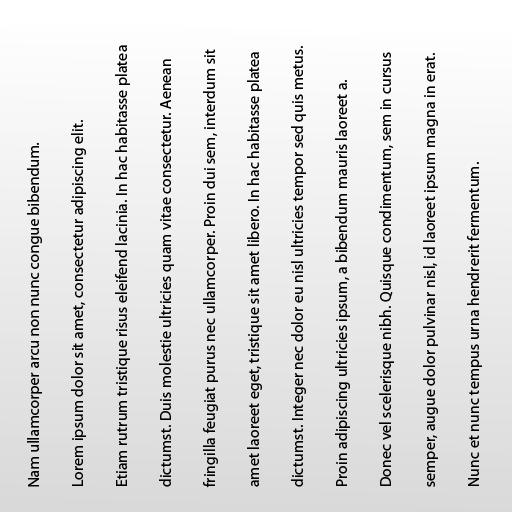 Nam ullamcorper arcu non nunc congue bibendum.
Lorem ipsum dolor sit amet, consectetur adipiscing elit.
Etiam rutrum tristique risus eleifend lacinia. In hac habitasse platea
dictumst. Duis molestie ultricies quam vitae consectetur. Aenean
fringilla feugiat purus nec ullamcorper. Proin dui sem, interdum sit
amet laoreet eget, tristique sit amet libero. In hac habitasse platea
dictumst. Integer nec dolor eu nisl ultricies tempor sed quis metus.
Proin adipiscing ultricies ipsum, a bibendum mauris laoreet a.
Donec vel scelerisque nibh. Quisque condimentum, sem in cursus
semper, augue dolor pulvinar nisl, id laoreet ipsum magna in erat.
Nunc et nunc tempus urna hendrerit fermentum.